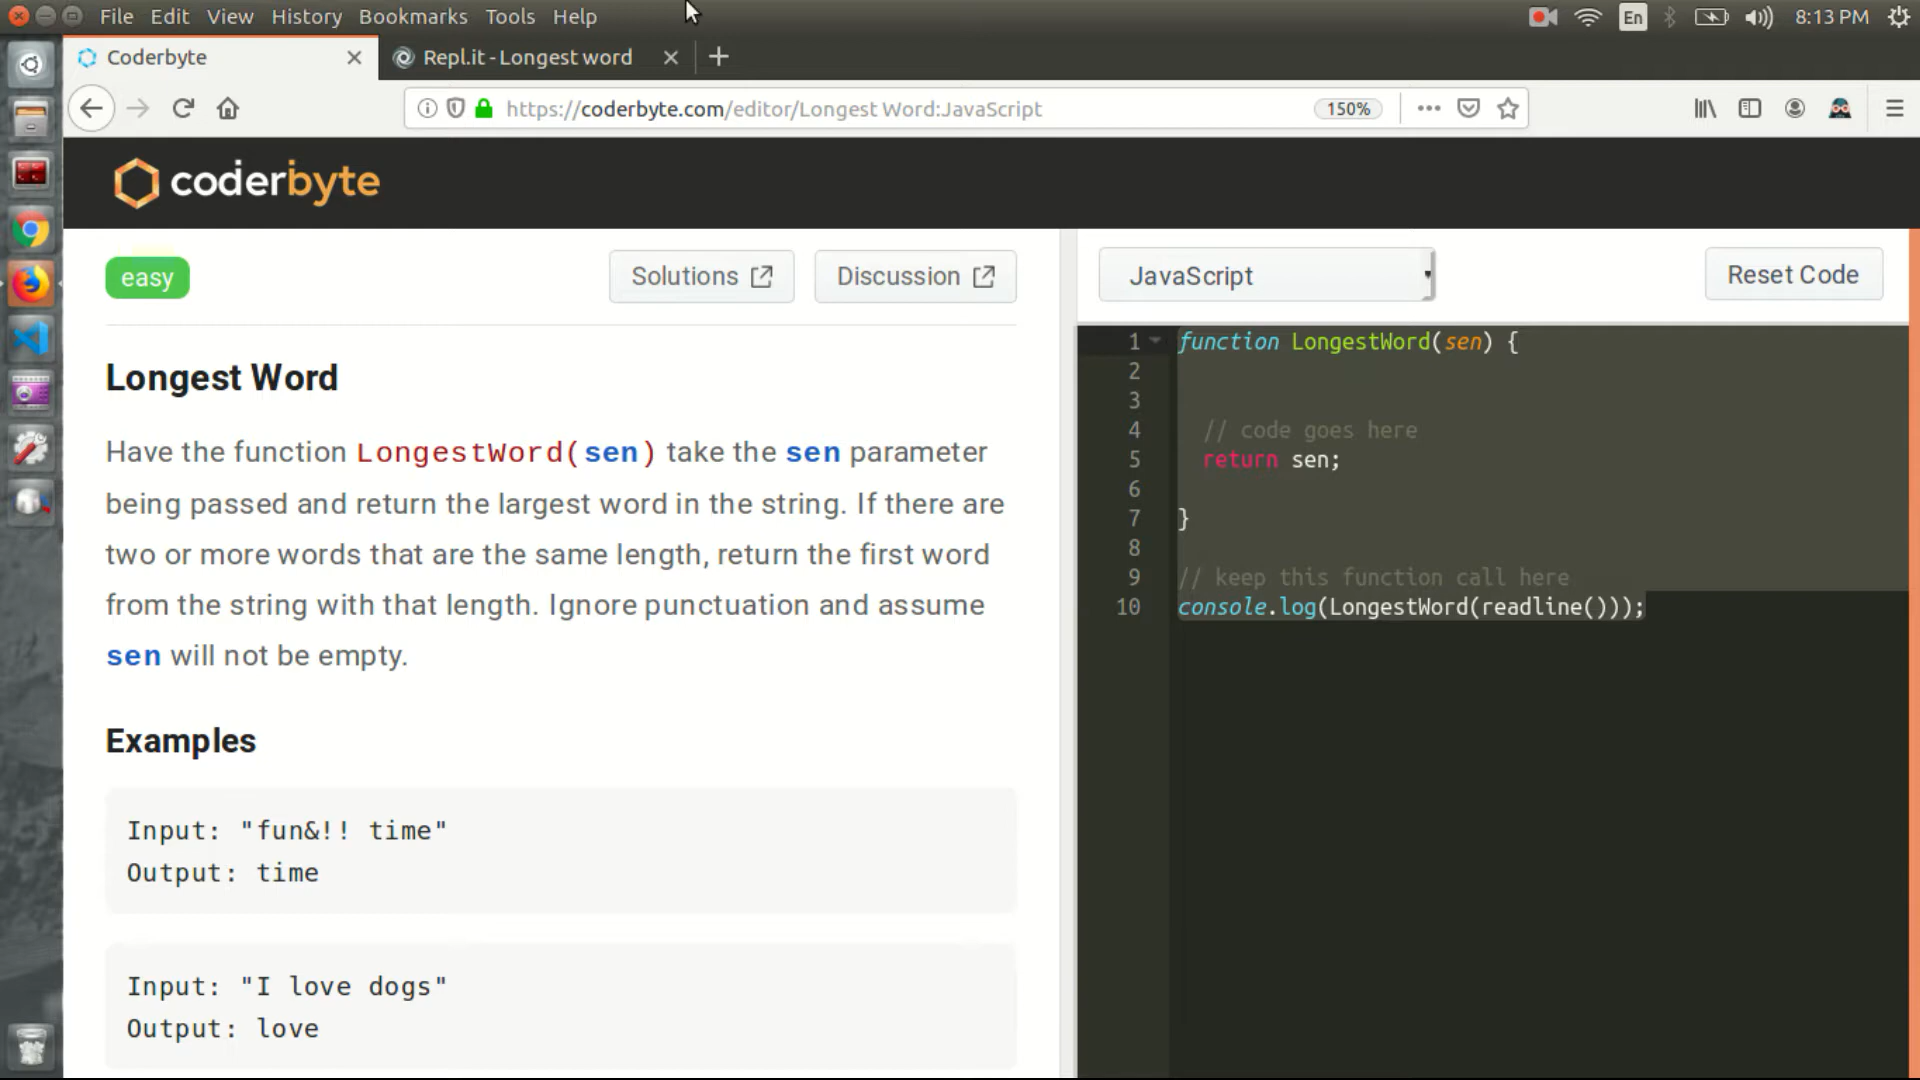 File Edit View History Bookmarks Tools Help En 8:13 PM
Coderbyte Repl.it - Longest word
https://coderbyte.com/editor/Longest Word:JavaScript 150%
coderbyte
easy Solutions Discussion JavaScript Reset Code
Longest Word
Have the function LongestWord(sen) take the sen parameter
being passed and return the largest word in the string. If there are
two or more words that are the same length, return the first word
from the string with that length. Ignore punctuation and assume
sen will not be empty.
Examples
Input: "fun&!! time"
Output: time
Input: "I love dogs"
Output: love
1 function LongestWord(sen) {
2
3
4 // code goes here
5 return sen;
6
7 }
8
9 // keep this function call here
10 console.log(LongestWord(readline()));